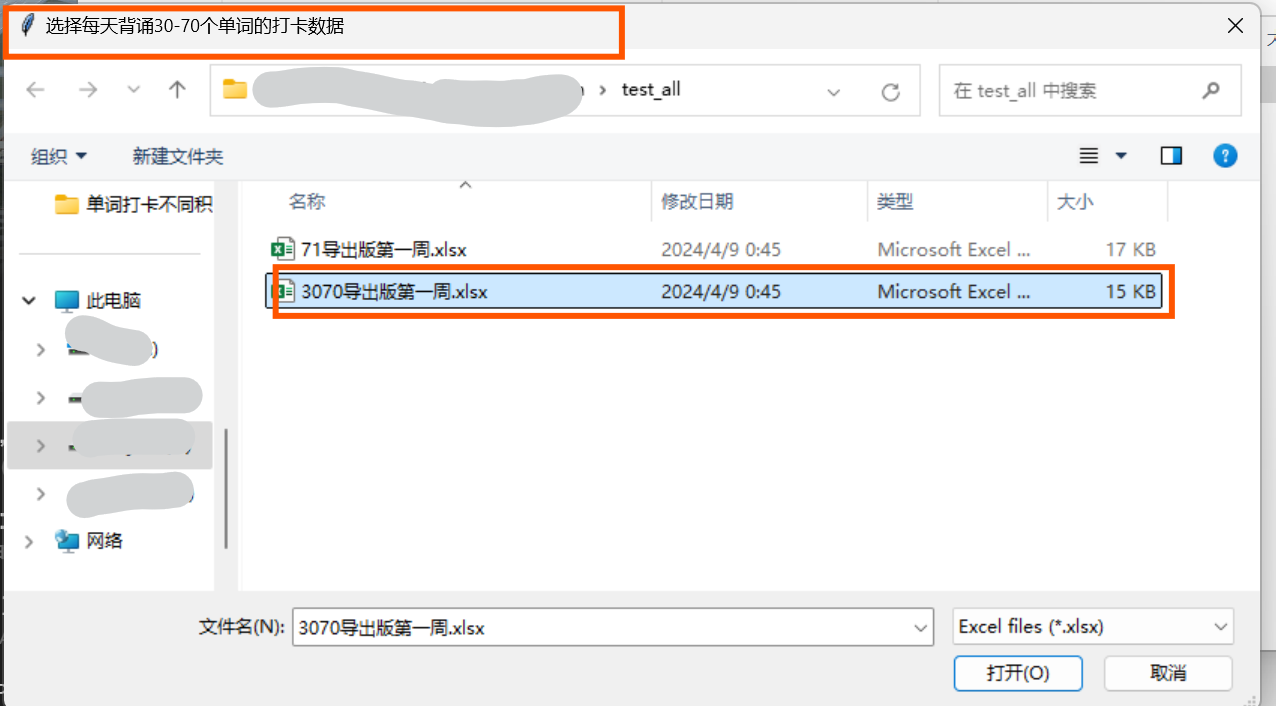 选择每天背诵30-70个单词的打卡数据
test_all
在 test_all 中搜索
组织
新建文件夹
单词打卡不同积
名称 修改日期 类型 大小
71导出版第一周.xlsx 2024/4/9 0:45 Microsoft Excel ... 17 KB
3070导出版第一周.xlsx 2024/4/9 0:45 Microsoft Excel ... 15 KB
此电脑
网络
文件名(N): 3070导出版第一周.xlsx Excel files (*.xlsx)
打开(O) 取消